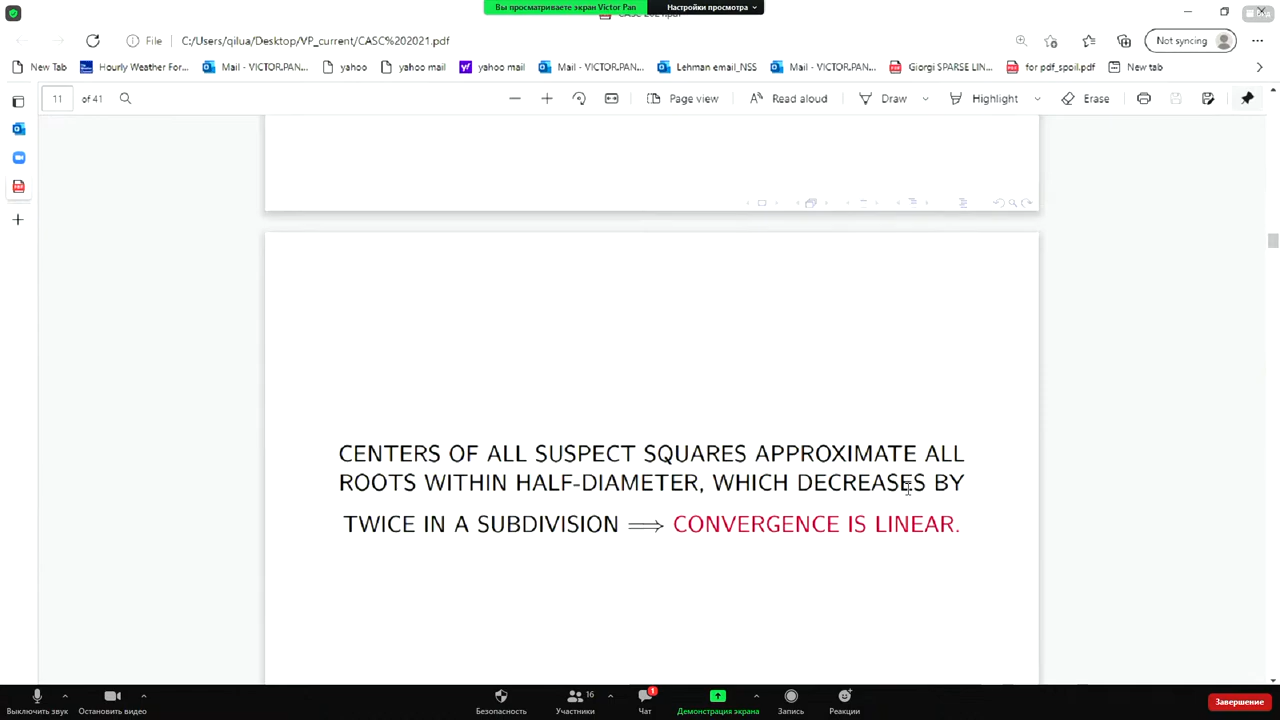 Вы просматриваете экран Victor Pan
Настройки просмотра
File
C:/Users/qilua/Desktop/VP_current/CASC%202021.pdf
Not syncing
New Tab
Hourly Weather For...
Mail - VICTOR.PAN...
yahoo
yahoo mail
yahoo mail
Mail - VICTOR.PAN...
Lehman email_NSS
Mail - VICTOR.PAN...
Giorgi SPARSE LIN...
for pdf_spoil.pdf
New tab
11 of 41
Page view
Read aloud
Draw
Highlight
Erase
CENTERS OF ALL SUSPECT SQUARES APPROXIMATE ALL
ROOTS WITHIN HALF-DIAMETER, WHICH DECREASES BY
TWICE IN A SUBDIVISION ⟹ CONVERGENCE IS LINEAR.
Выключить звук
Остановить видео
Безопасность
16
Участники
1
Чат
Демонстрация экрана
Запись
Реакции
Завершение